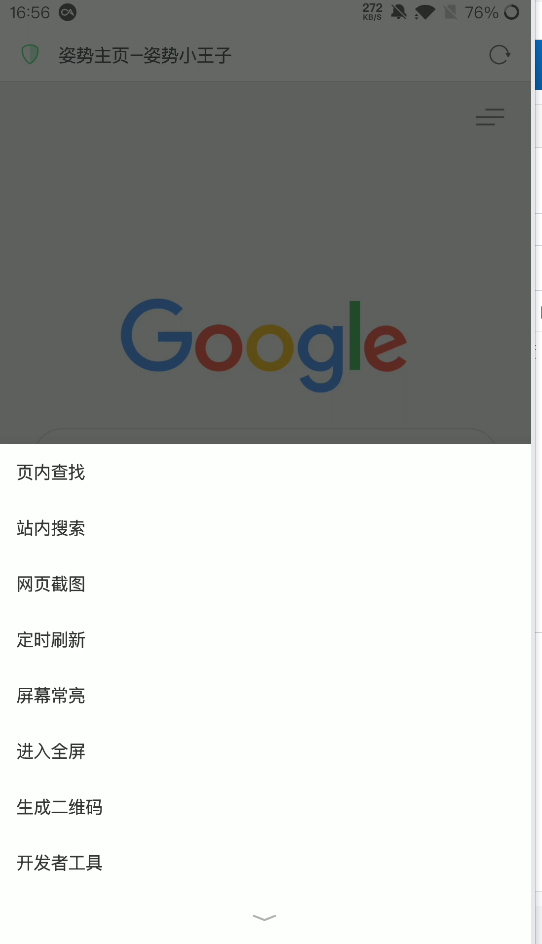 16:56
272
KB/S
76%
姿势主页—姿势小王子
Google
页内查找
站内搜索
网页截图
定时刷新
屏幕常亮
进入全屏
生成二维码
开发者工具